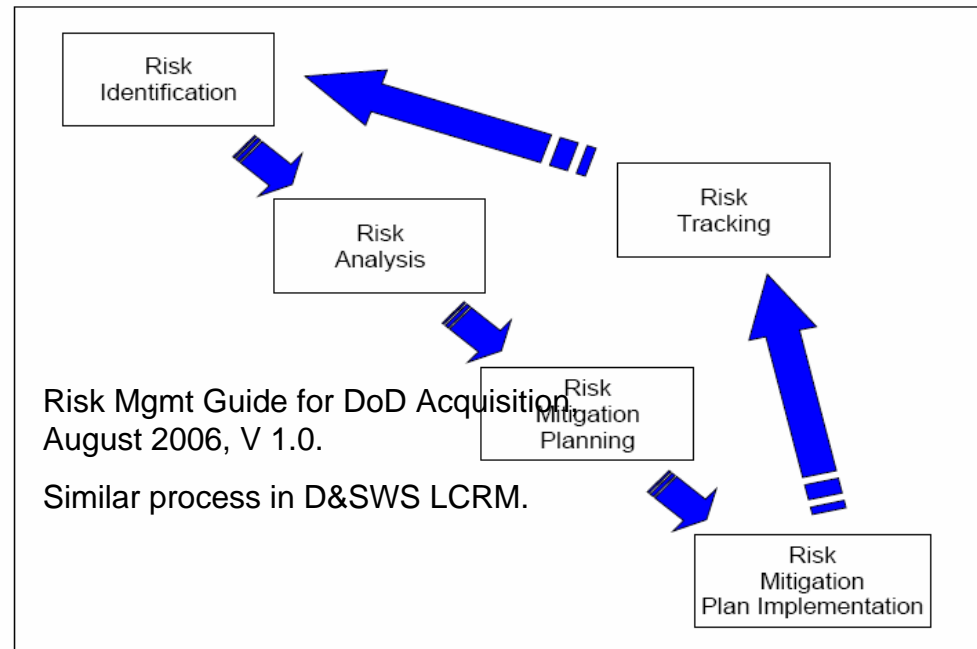 Risk
Identification
Risk
Tracking
Risk
Analysis
Risk
Mitigation
Planning
Risk Mgmt Guide for DoD Acquisition,
August 2006, V 1.0.
Similar process in D&SWS LCRM.
Risk
Mitigation
Plan Implementation